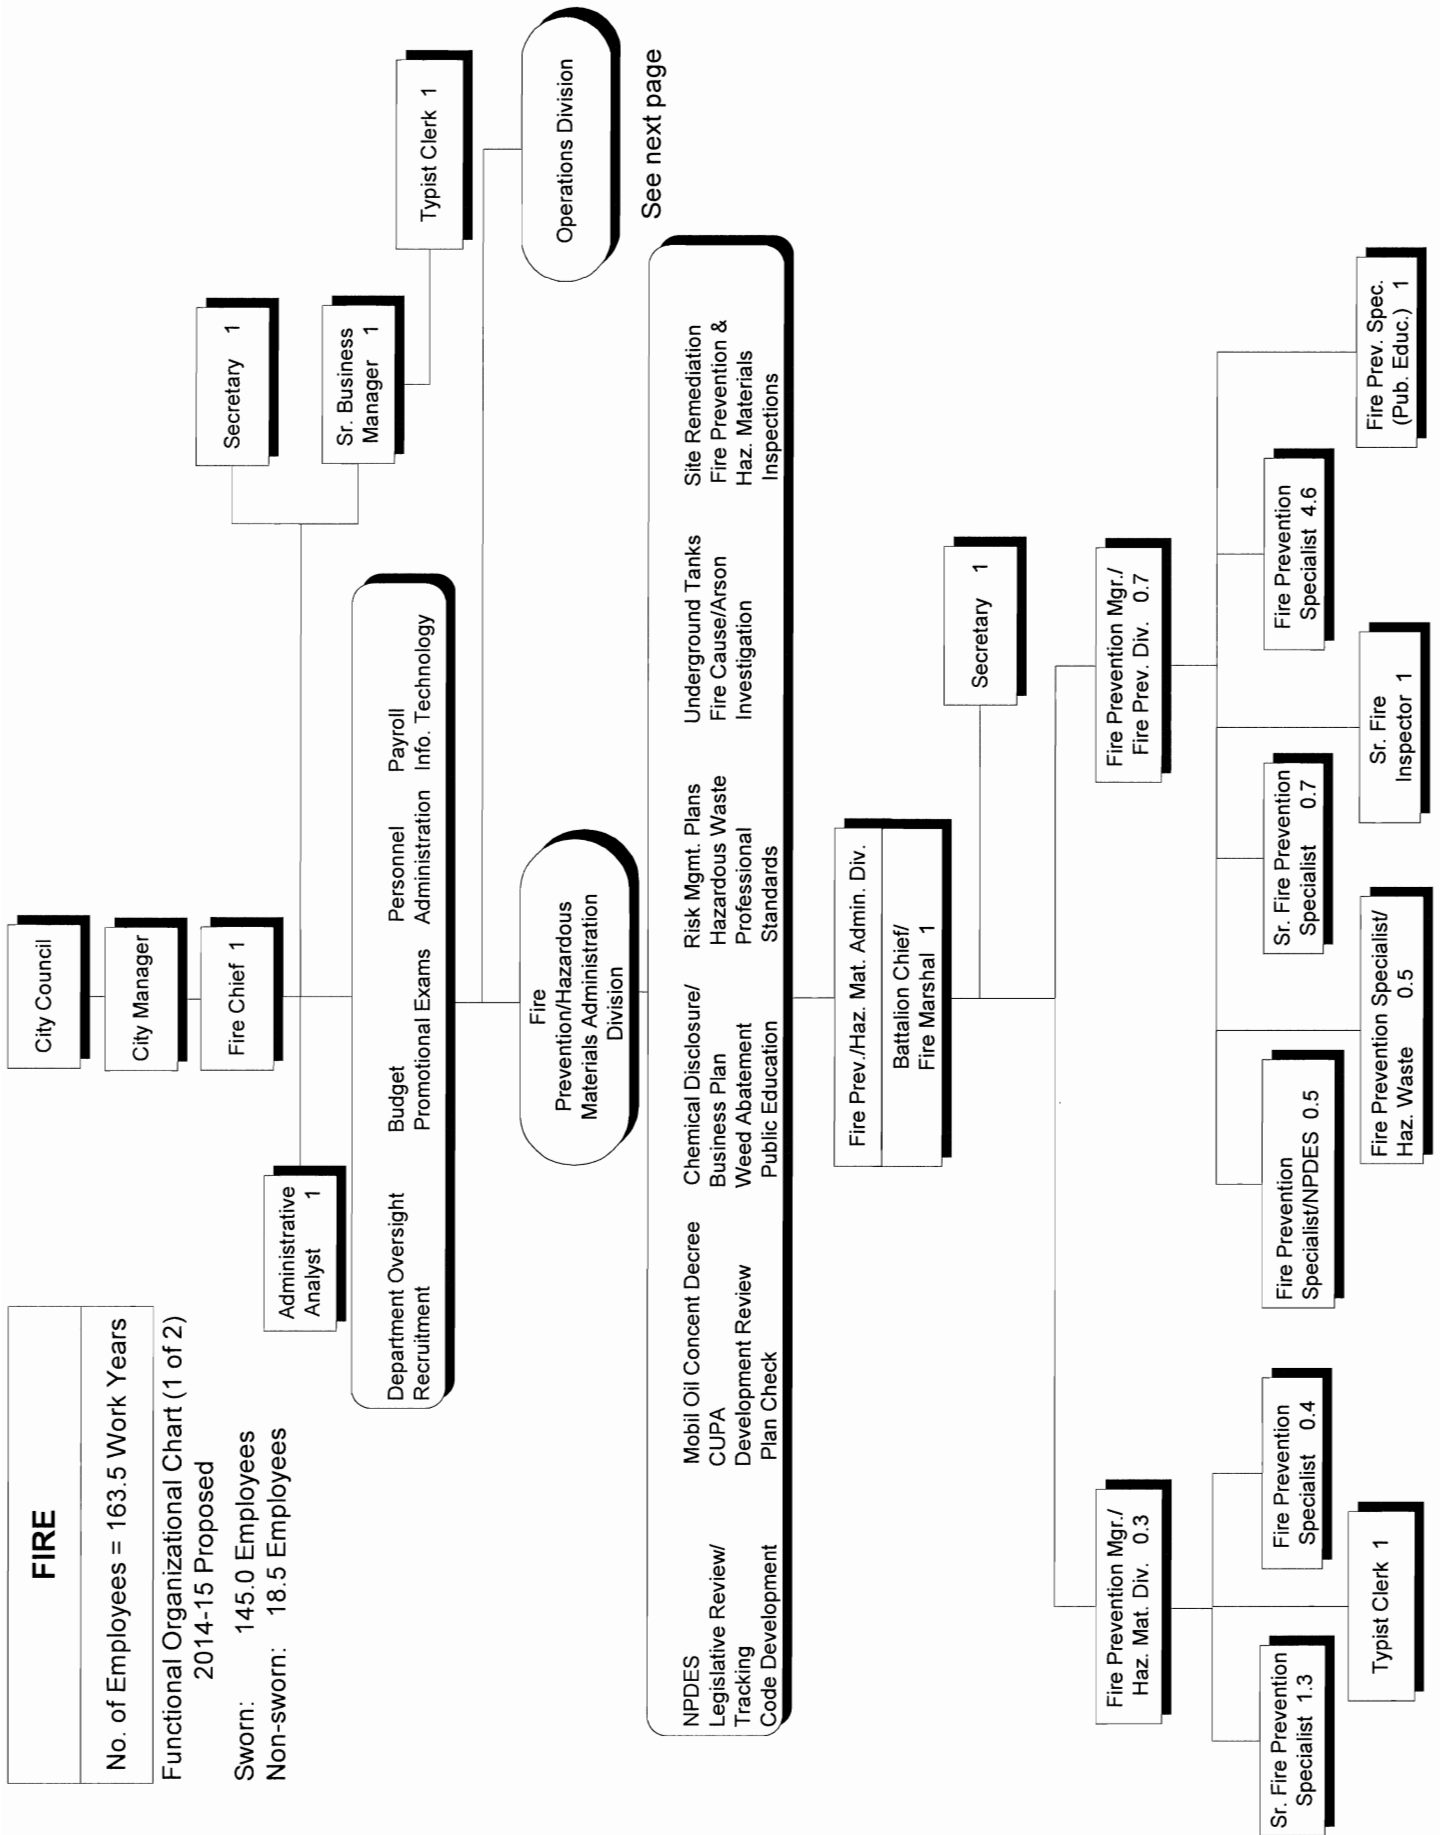 FIRE
No. of Employees = 163.5 Work Years
Functional Organizational Chart (1 of 2)
2014-15 Proposed
Sworn: 145.0 Employees
Non-sworn: 18.5 Employees
City Council
City Manager
Fire Chief 1
Administrative
Analyst 1
Secretary 1
Sr. Business
Manager 1
Typist Clerk 1
Department Oversight Budget Personnel Payroll
Recruitment Promotional Exams Administration Info. Technology
Fire
Prevention/Hazardous
Materials Administration
Division
Operations Division
See next page
NPDES
Legislative Review/
Tracking
Code Development
Mobil Oil Concent Decree
CUPA
Development Review
Plan Check
Chemical Disclosure/
Business Plan
Weed Abatement
Public Education
Risk Mgmt. Plans
Hazardous Waste
Professional
Standards
Underground Tanks
Fire Cause/Arson
Investigation
Site Remediation
Fire Prevention &
Haz. Materials
Inspections
Fire Prev./Haz. Mat. Admin. Div.
Battalion Chief/
Fire Marshal 1
Secretary 1
Fire Prevention Mgr./
Haz. Mat. Div. 0.3
Fire Prevention Mgr./
Fire Prev. Div. 0.7
Sr. Fire Prevention
Specialist 1.3
Fire Prevention
Specialist 0.4
Typist Clerk 1
Fire Prevention
Specialist/NPDES 0.5
Sr. Fire Prevention
Specialist 0.7
Fire Prevention
Specialist 4.6
Fire Prevention Specialist/
Haz. Waste 0.5
Sr. Fire
Inspector 1
Fire Prev. Spec.
(Pub. Educ.) 1